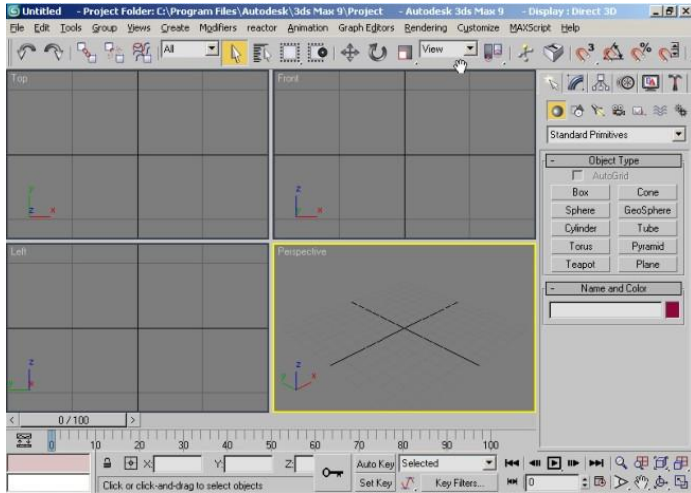 Untitled - Project Folder: C:\Program Files\Autodesk\3ds Max 9\Project - Autodesk 3ds Max 9 - Display : Direct 3D
File Edit Tools Group Views Create Modifiers reactor Animation Graph Editors Rendering Customize MAXScript Help
All View 3 %
Top Front
Standard Primitives
- Object Type
AutoGrid
Box Cone
Sphere GeoSphere
Cylinder Tube
Torus Pyramid
Teapot Plane
- Name and Color
y z x
z x
Left Perspective
z y
z y x
< 0 / 100 >
0 10 20 30 40 50 60 70 80 90 100
X: Y: Z: Auto Key Selected
Click or click-and-drag to select objects Set Key Key Filters... 0